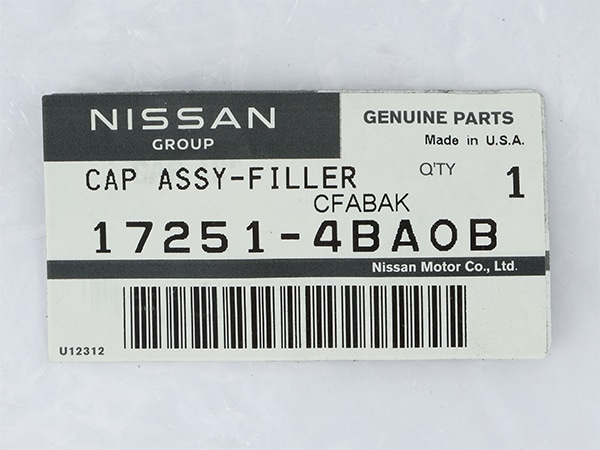 NISSAN
GROUP
GENUINE PARTS
Made in U.S.A.
CAP ASSY-FILLER
Q'TY
1
CFABAK
17251-4BA0B
Nissan Motor Co., Ltd.
U12312